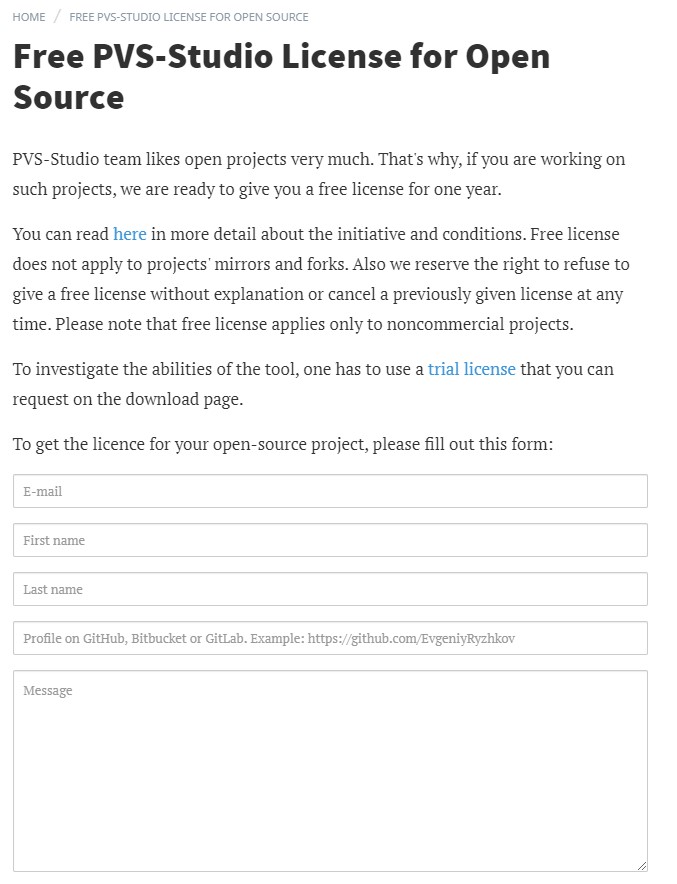 HOME / FREE PVS-STUDIO LICENSE FOR OPEN SOURCE
Free PVS-Studio License for Open
Source
PVS-Studio team likes open projects very much. That's why, if you are working on
such projects, we are ready to give you a free license for one year.
You can read here in more detail about the initiative and conditions. Free license
does not apply to projects' mirrors and forks. Also we reserve the right to refuse to
give a free license without explanation or cancel a previously given license at any
time. Please note that free license applies only to noncommercial projects.
To investigate the abilities of the tool, one has to use a trial license that you can
request on the download page.
To get the licence for your open-source project, please fill out this form:
E-mail
First name
Last name
Profile on GitHub, Bitbucket or GitLab. Example: https://github.com/EvgeniyRyzhkov
Message